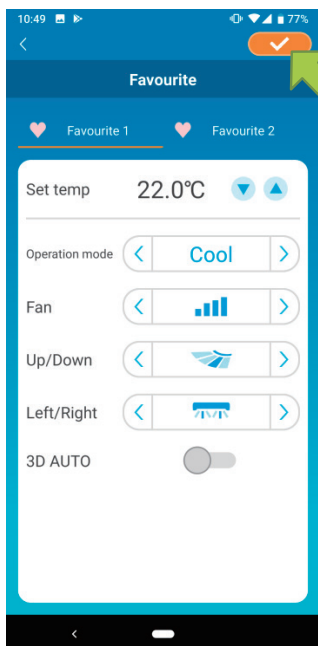 10:49 77%
Favourite
Favourite 1 Favourite 2
Set temp 22.0°C
Operation mode Cool
Fan
Up/Down
Left/Right
3D AUTO